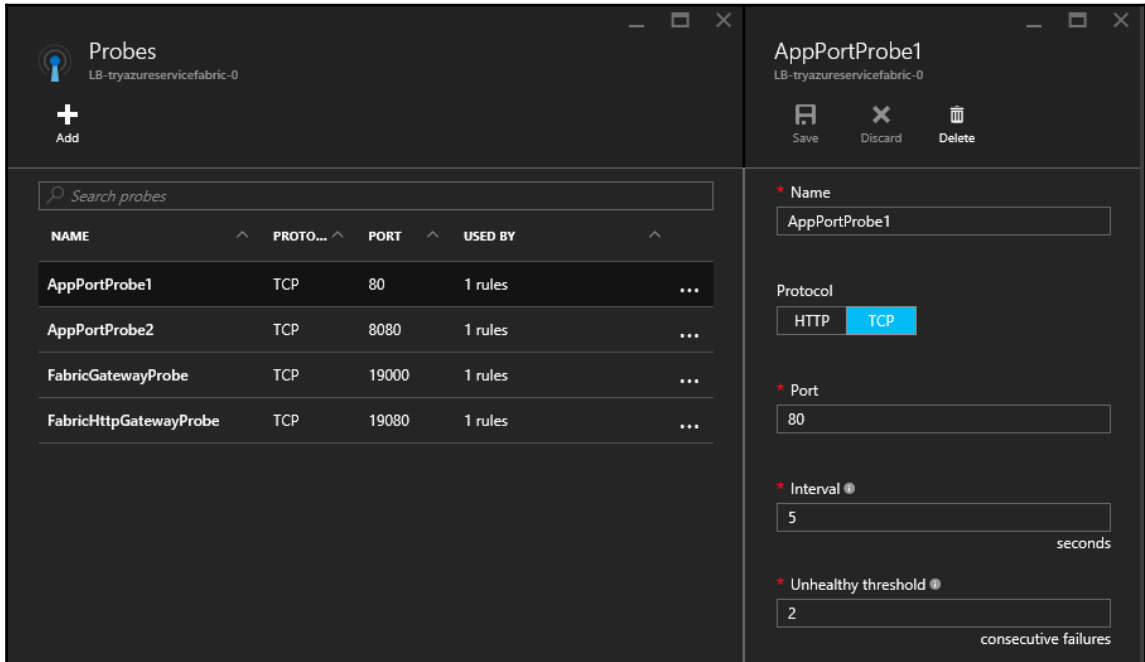 Probes
LB-tryazureservicefabric-0
Add
Search probes
NAME PROTO... PORT USED BY
AppPortProbe1 TCP 80 1 rules ...
AppPortProbe2 TCP 8080 1 rules ...
FabricGatewayProbe TCP 19000 1 rules ...
FabricHttpGatewayProbe TCP 19080 1 rules ...
AppPortProbe1
LB-tryazureservicefabric-0
Save Discard Delete
* Name
AppPortProbe1
Protocol
HTTP TCP
* Port
80
* Interval
5
seconds
* Unhealthy threshold
2
consecutive failures